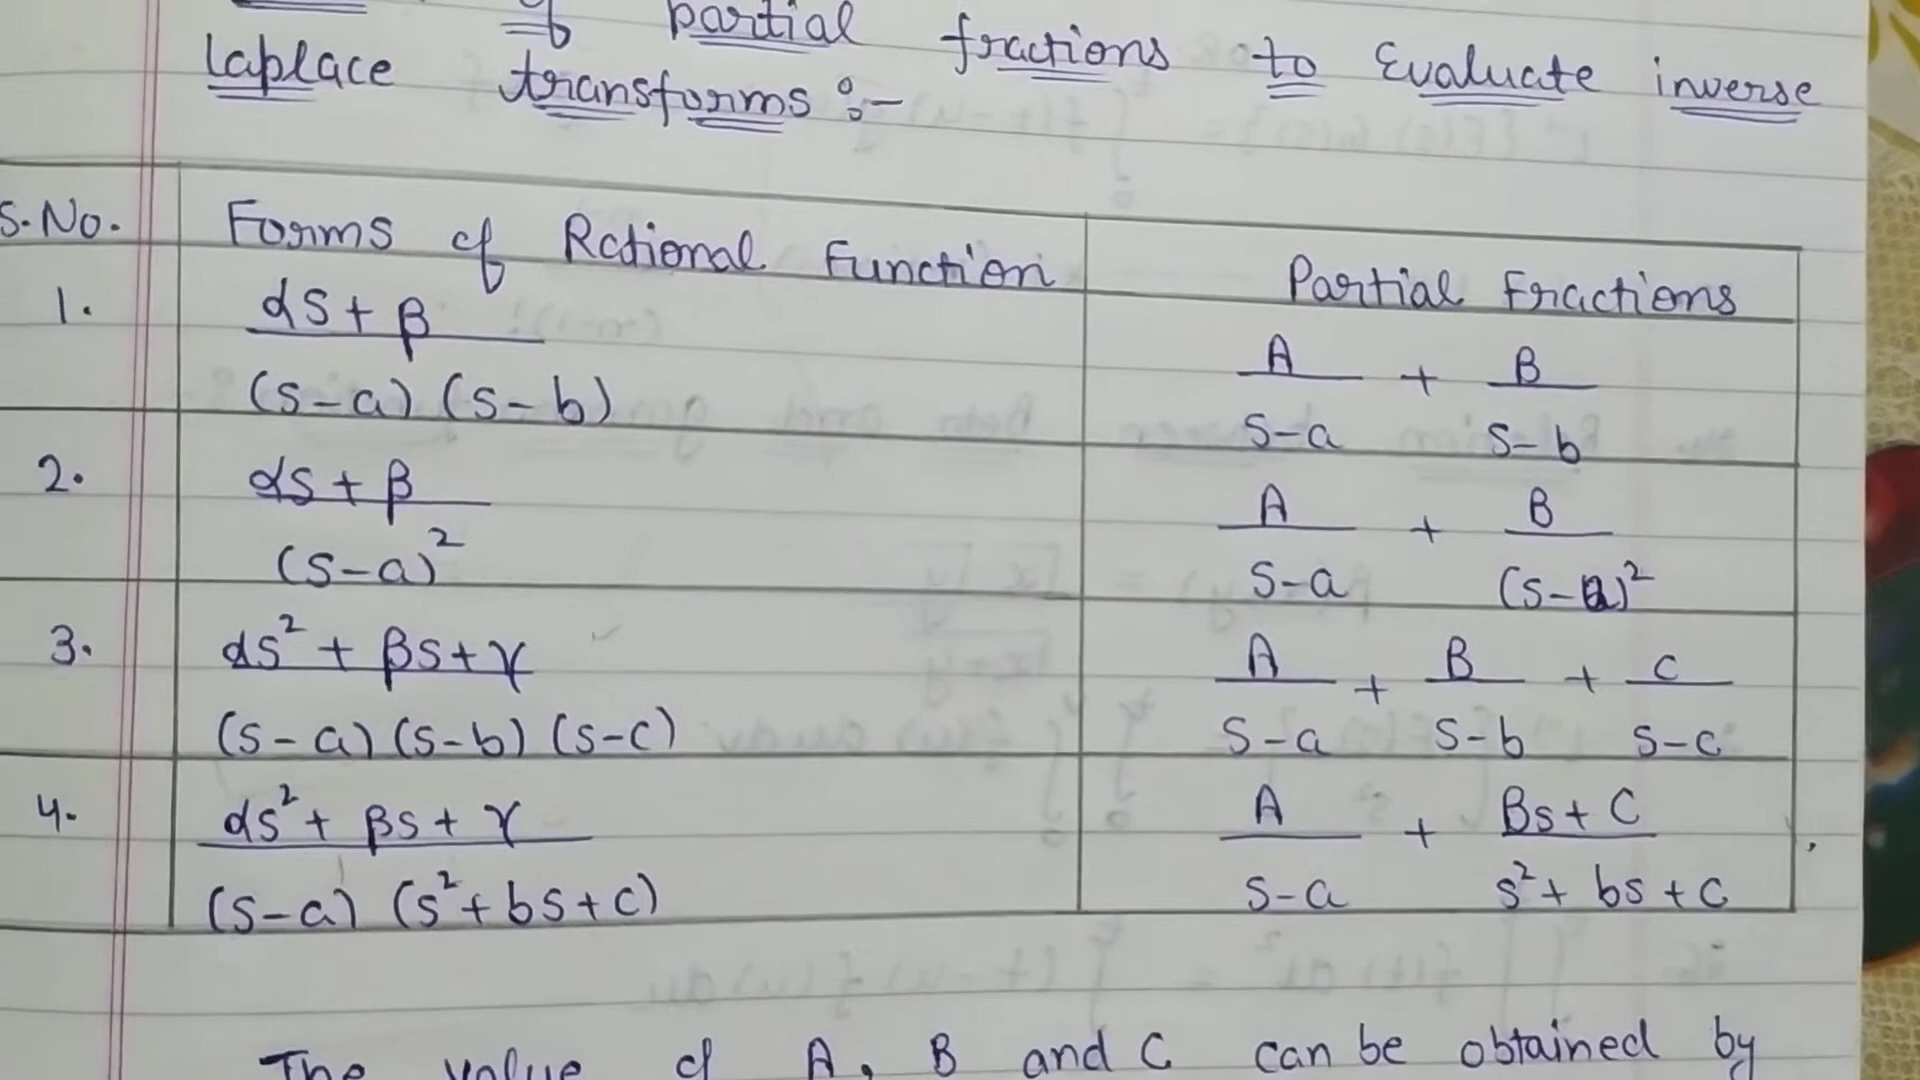 of partial fractions to Evaluate inverse
laplace transforms :-
S.No. Forms of Rational Function Partial Fractions
1. αs + β / (s-a) (s-b) A / s-a + B / s-b
2. αs + β / (s-a)² A / s-a + B / (s-a)²
3. αs² + βs + γ / (s-a) (s-b) (s-c) A / s-a + B / s-b + C / s-c
4. αs² + βs + γ / (s-a) (s²+bs+c) A / s-a + Bs + C / s² + bs + c
The value of A, B and C can be obtained by